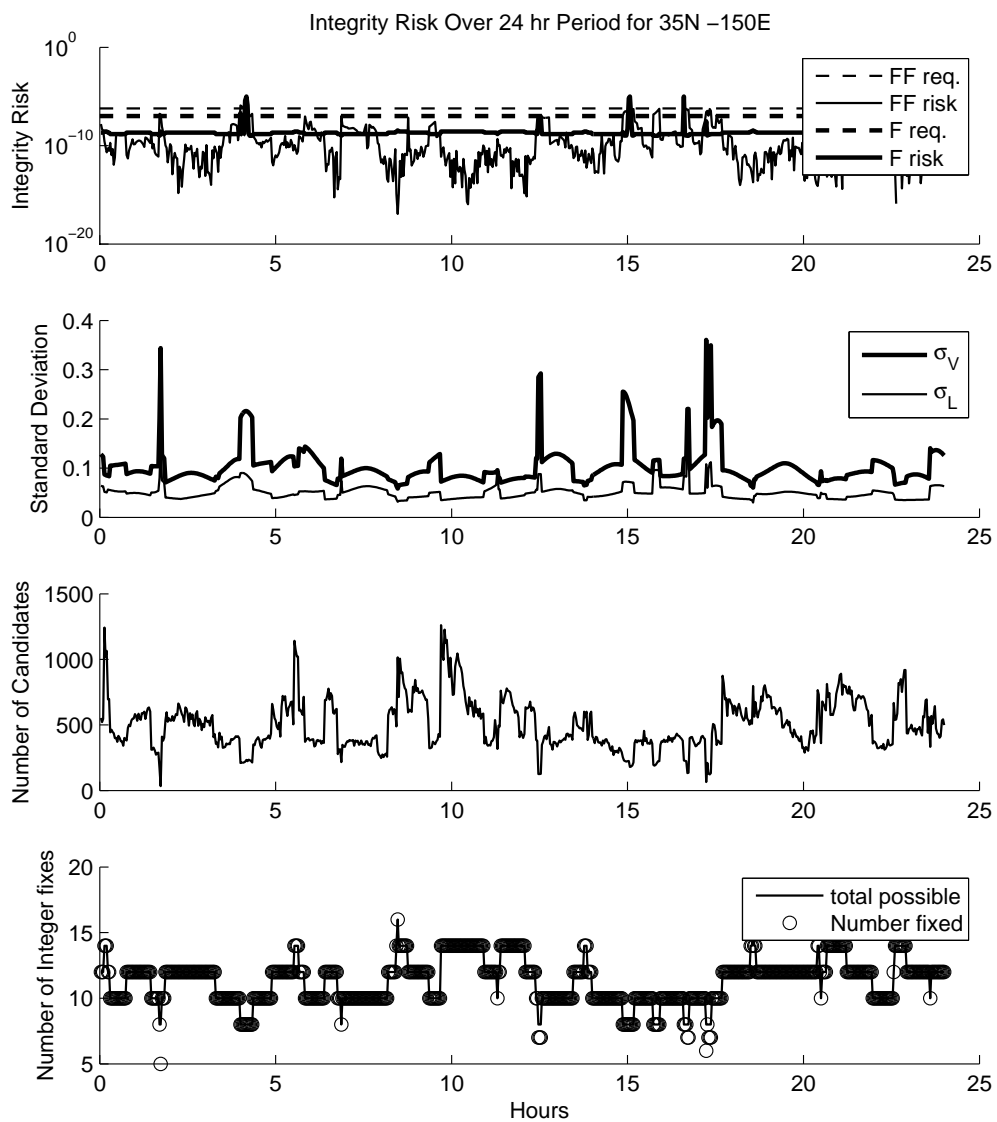 Integrity Risk Over 24 hr Period for 35N −150E
Integrity Risk
10^0
10^−10
10^−20
FF req.
FF risk
F req.
F risk
0 5 10 15 20 25
Standard Deviation
0.4
0.3
0.2
0.1
0
σ_V
σ_L
0 5 10 15 20 25
Number of Candidates
1500
1000
500
0
0 5 10 15 20 25
Number of Integer fixes
20
15
10
5
total possible
Number fixed
0 5 10 15 20 25
Hours